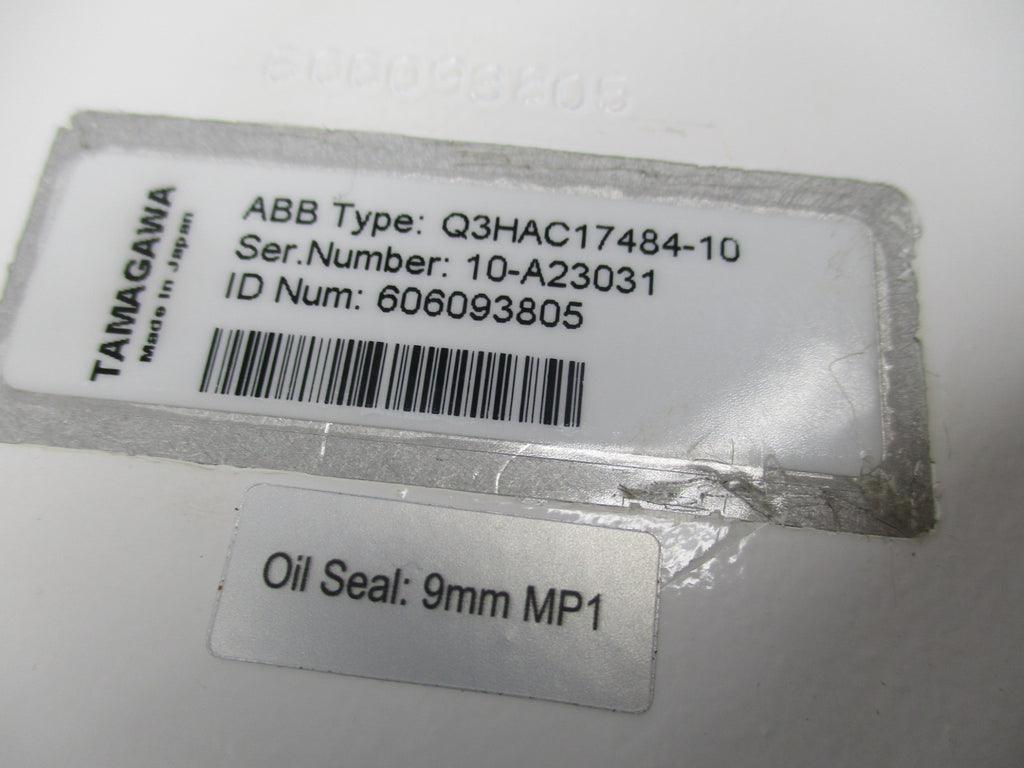 606093805
TAMAGAWA
Made In Japan
ABB Type: Q3HAC17484-10
Ser.Number: 10-A23031
ID Num: 606093805
Oil Seal: 9mm MP1